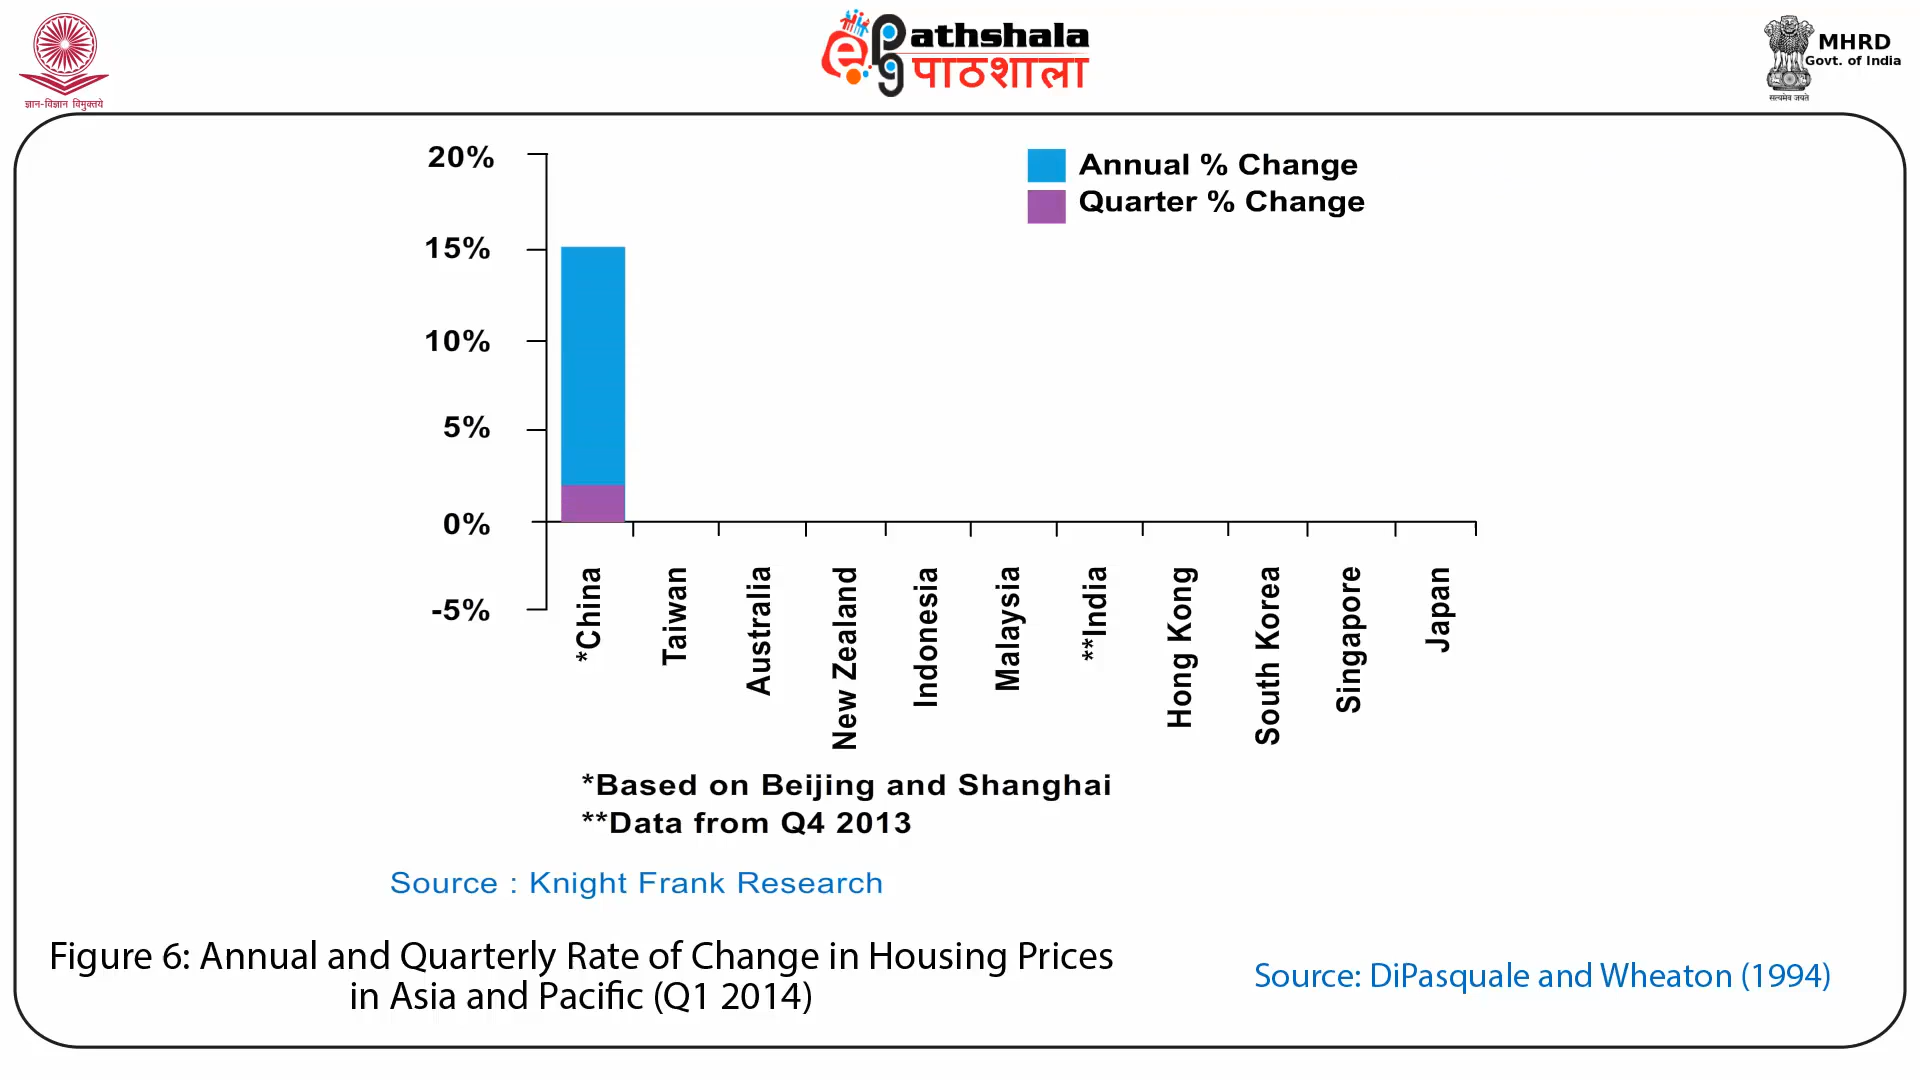 ज्ञान-विज्ञान विमुक्तये
ePathshala
पाठशाला
MHRD
Govt. of India
सत्यमेव जयते
20%
15%
10%
5%
0%
-5%
Annual % Change
Quarter % Change
*China
Taiwan
Australia
New Zealand
Indonesia
Malaysia
**India
Hong Kong
South Korea
Singapore
Japan
*Based on Beijing and Shanghai
**Data from Q4 2013
Source : Knight Frank Research
Figure 6: Annual and Quarterly Rate of Change in Housing Prices
in Asia and Pacific (Q1 2014)
Source: DiPasquale and Wheaton (1994)